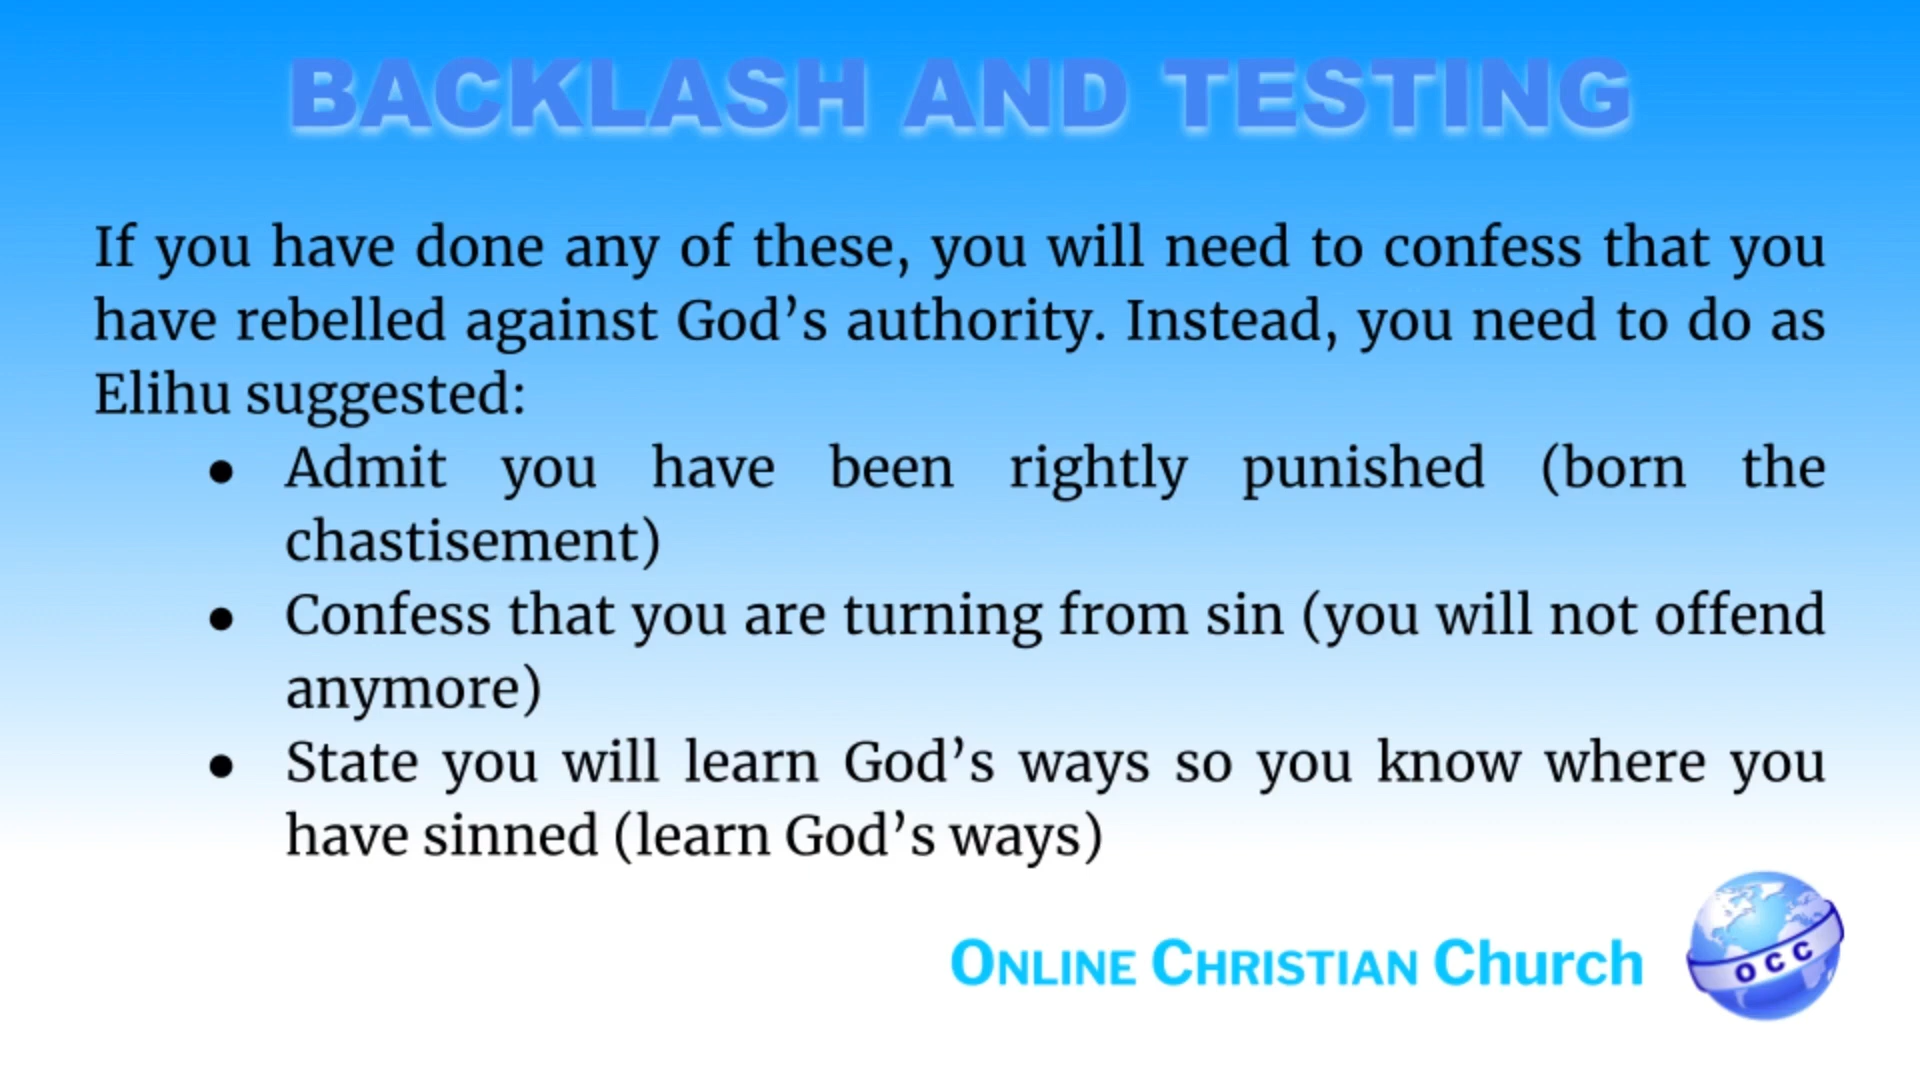 BACKLASH AND TESTING
If you have done any of these, you will need to confess that you
have rebelled against God’s authority. Instead, you need to do as
Elihu suggested:
● Admit you have been rightly punished (born the
chastisement)
● Confess that you are turning from sin (you will not offend
anymore)
● State you will learn God’s ways so you know where you
have sinned (learn God’s ways)
ONLINE CHRISTIAN Church
OCC